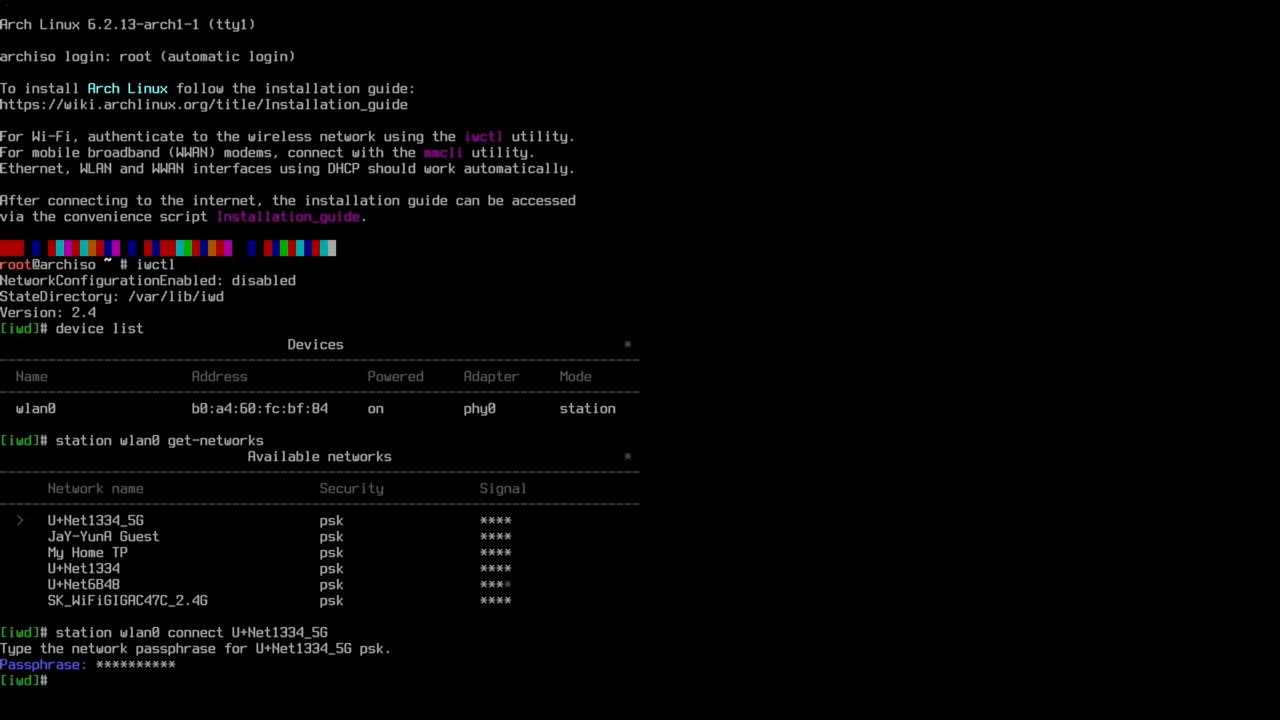 Arch Linux 6.2.13-arch1-1 (tty1)
archiso login: root (automatic login)
To install Arch Linux follow the installation guide:
https://wiki.archlinux.org/title/Installation_guide
For Wi-Fi, authenticate to the wireless network using the iwctl utility.
For mobile broadband (WWAN) modems, connect with the mmcli utility.
Ethernet, WLAN and WWAN interfaces using DHCP should work automatically.
After connecting to the internet, the installation guide can be accessed
via the convenience script Installation_guide.
root@archiso ~ # iwctl
NetworkConfigurationEnabled: disabled
StateDirectory: /var/lib/iwd
Version: 2.4
[iwd]# device list
Devices *
--------------------------------------------------------------------------------
Name Address Powered Adapter Mode
--------------------------------------------------------------------------------
wlan0 b0:a4:60:fc:bf:84 on phy0 station
[iwd]# station wlan0 get-networks
Available networks *
--------------------------------------------------------------------------------
Network name Security Signal
--------------------------------------------------------------------------------
> U+Net1334_5G psk ****
JaY-YunA Guest psk ****
My Home TP psk ****
U+Net1334 psk ****
U+Net6B48 psk ****
SK_WiFiGIGAC47C_2.4G psk ****
[iwd]# station wlan0 connect U+Net1334_5G
Type the network passphrase for U+Net1334_5G psk.
Passphrase: **********
[iwd]#